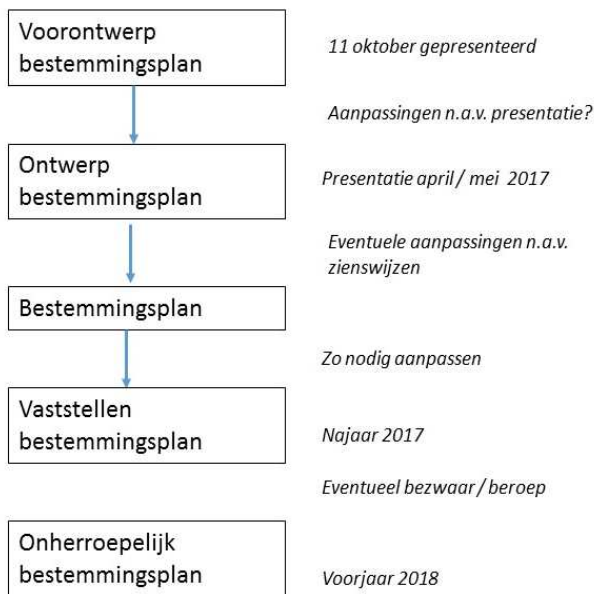 Voorontwerp
bestemmingsplan
11 oktober gepresenteerd
Aanpassingen n.a.v. presentatie?
Ontwerp
bestemmingsplan
Presentatie april / mei 2017
Eventuele aanpassingen n.a.v.
zienswijzen
Bestemmingsplan
Zo nodig aanpassen
Vaststellen
bestemmingsplan
Najaar 2017
Eventueel bezwaar / beroep
Onherroepelijk
bestemmingsplan
Voorjaar 2018